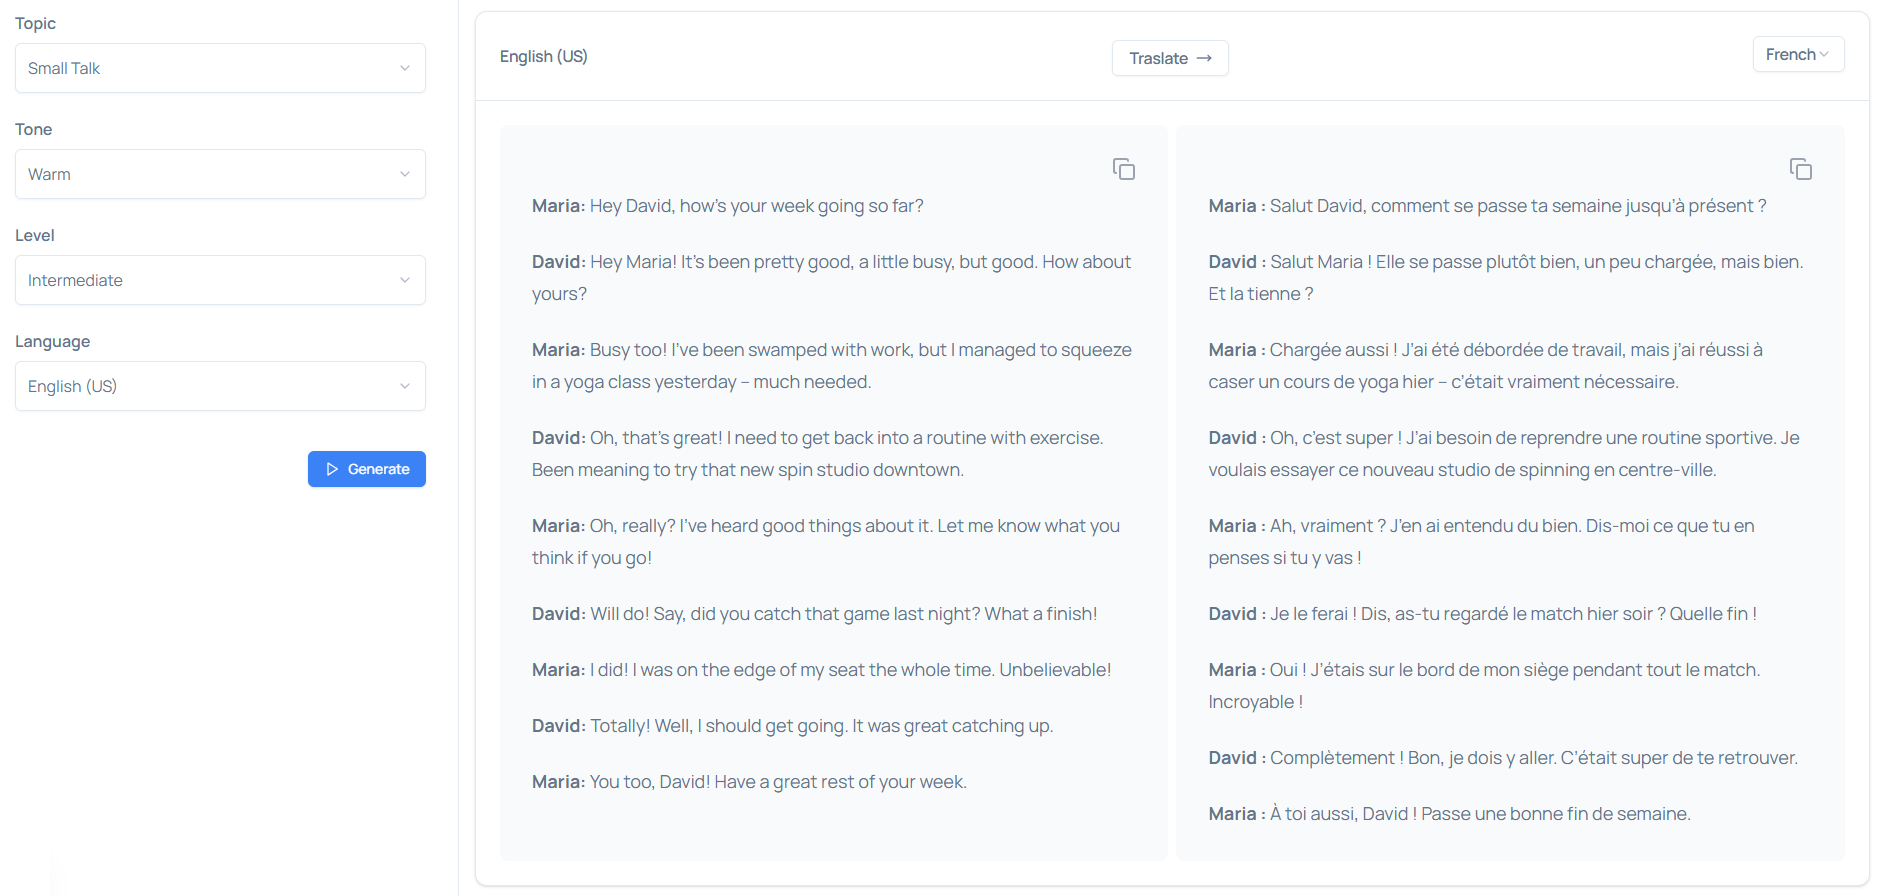 Topic
Small Talk
Tone
Warm
Level
Intermediate
Language
English (US)
Generate
English (US)
Traslate →
French
Maria: Hey David, how's your week going so far?
David: Hey Maria! It's been pretty good, a little busy, but good. How about
yours?
Maria: Busy too! I've been swamped with work, but I managed to squeeze
in a yoga class yesterday – much needed.
David: Oh, that's great! I need to get back into a routine with exercise.
Been meaning to try that new spin studio downtown.
Maria: Oh, really? I've heard good things about it. Let me know what you
think if you go!
David: Will do! Say, did you catch that game last night? What a finish!
Maria: I did! I was on the edge of my seat the whole time. Unbelievable!
David: Totally! Well, I should get going. It was great catching up.
Maria: You too, David! Have a great rest of your week.
Maria : Salut David, comment se passe ta semaine jusqu'à présent ?
David : Salut Maria ! Elle se passe plutôt bien, un peu chargée, mais bien.
Et la tienne ?
Maria : Chargée aussi ! J'ai été débordée de travail, mais j'ai réussi à
caser un cours de yoga hier – c'était vraiment nécessaire.
David : Oh, c'est super ! J'ai besoin de reprendre une routine sportive. Je
voulais essayer ce nouveau studio de spinning en centre-ville.
Maria : Ah, vraiment ? J'en ai entendu du bien. Dis-moi ce que tu en
penses si tu y vas !
David : Je le ferai ! Dis, as-tu regardé le match hier soir ? Quelle fin !
Maria : Oui ! J'étais sur le bord de mon siège pendant tout le match.
Incroyable !
David : Complètement ! Bon, je dois y aller. C'était super de te retrouver.
Maria : À toi aussi, David ! Passe une bonne fin de semaine.